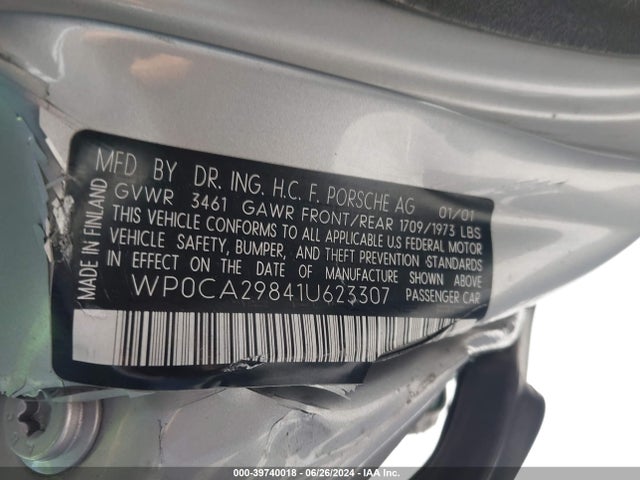 MFD BY DR. ING. H.C. F. PORSCHE AG 01/01
GVWR 3461 GAWR FRONT/REAR 1709/1973 LBS
THIS VEHICLE CONFORMS TO ALL APPLICABLE U.S FEDERAL MOTOR
VEHICLE SAFETY, BUMPER, AND THEFT PREVENTION STANDARDS
IN EFFECT ON THE DATE OF MANUFACTURE SHOWN ABOVE
WP0CA29841U623307 PASSENGER CAR
MADE IN FINLAND
000-39740018 - 06/26/2024 - IAA Inc.